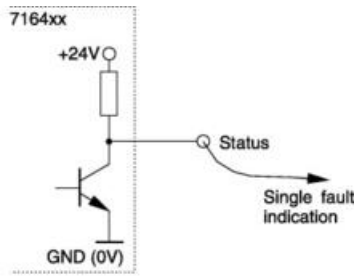 7164xx
+24V
Status
Single fault
indication
GND (0V)